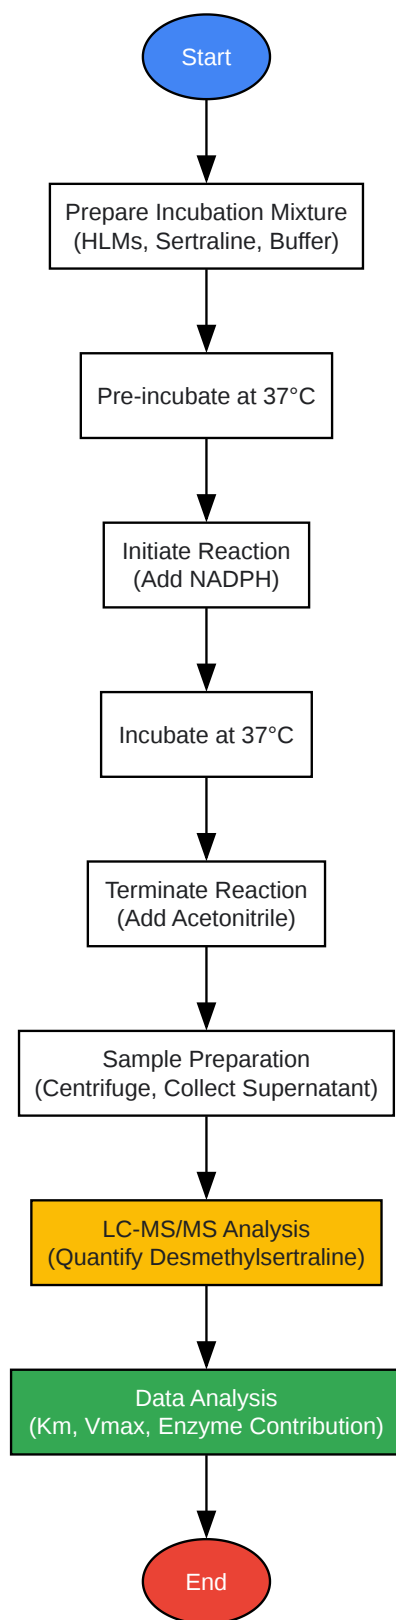 Start
Prepare Incubation Mixture
(HLMs, Sertraline, Buffer)
Pre-incubate at 37°C
Initiate Reaction
(Add NADPH)
Incubate at 37°C
Terminate Reaction
(Add Acetonitrile)
Sample Preparation
(Centrifuge, Collect Supernatant)
LC-MS/MS Analysis
(Quantify Desmethylsertraline)
Data Analysis
(Km, Vmax, Enzyme Contribution)
End